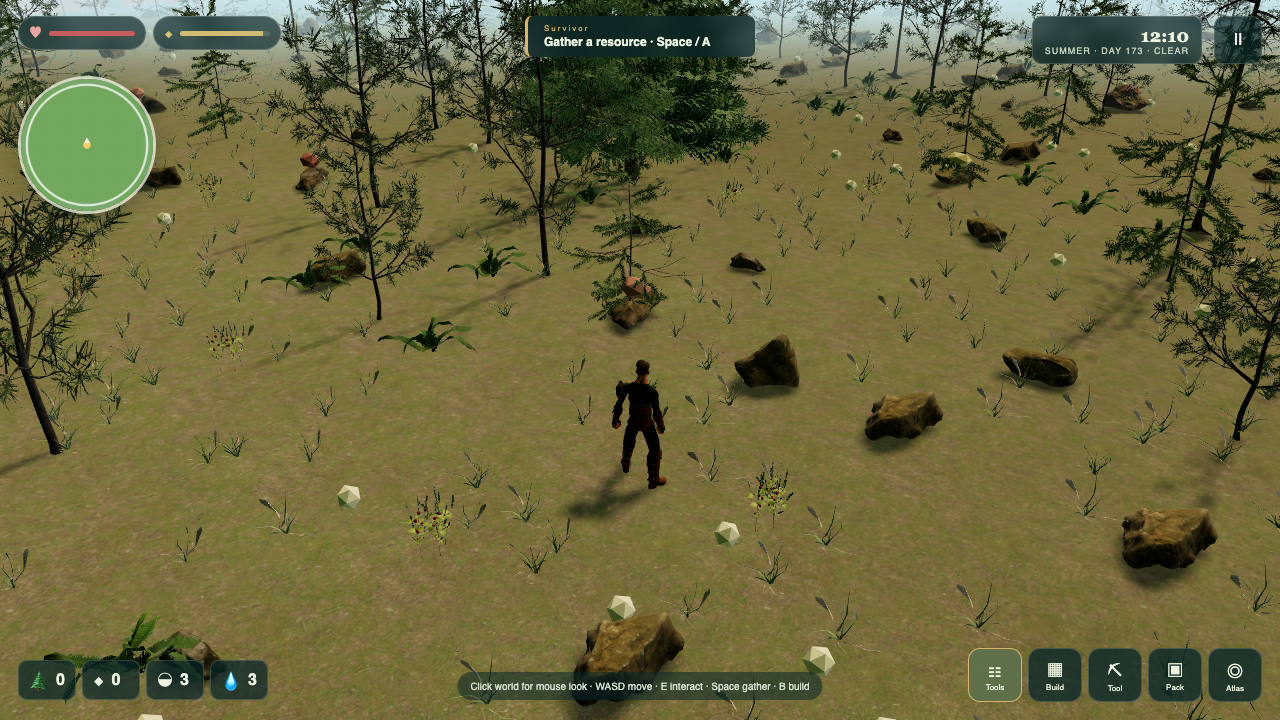 Survivor
Gather a resource · Space / A
12:10
SUMMER · DAY 173 · CLEAR
0
0
3
3
Click world for mouse look · WASD move · E interact · Space gather · B build
Tools
Build
Tool
Pack
Atlas